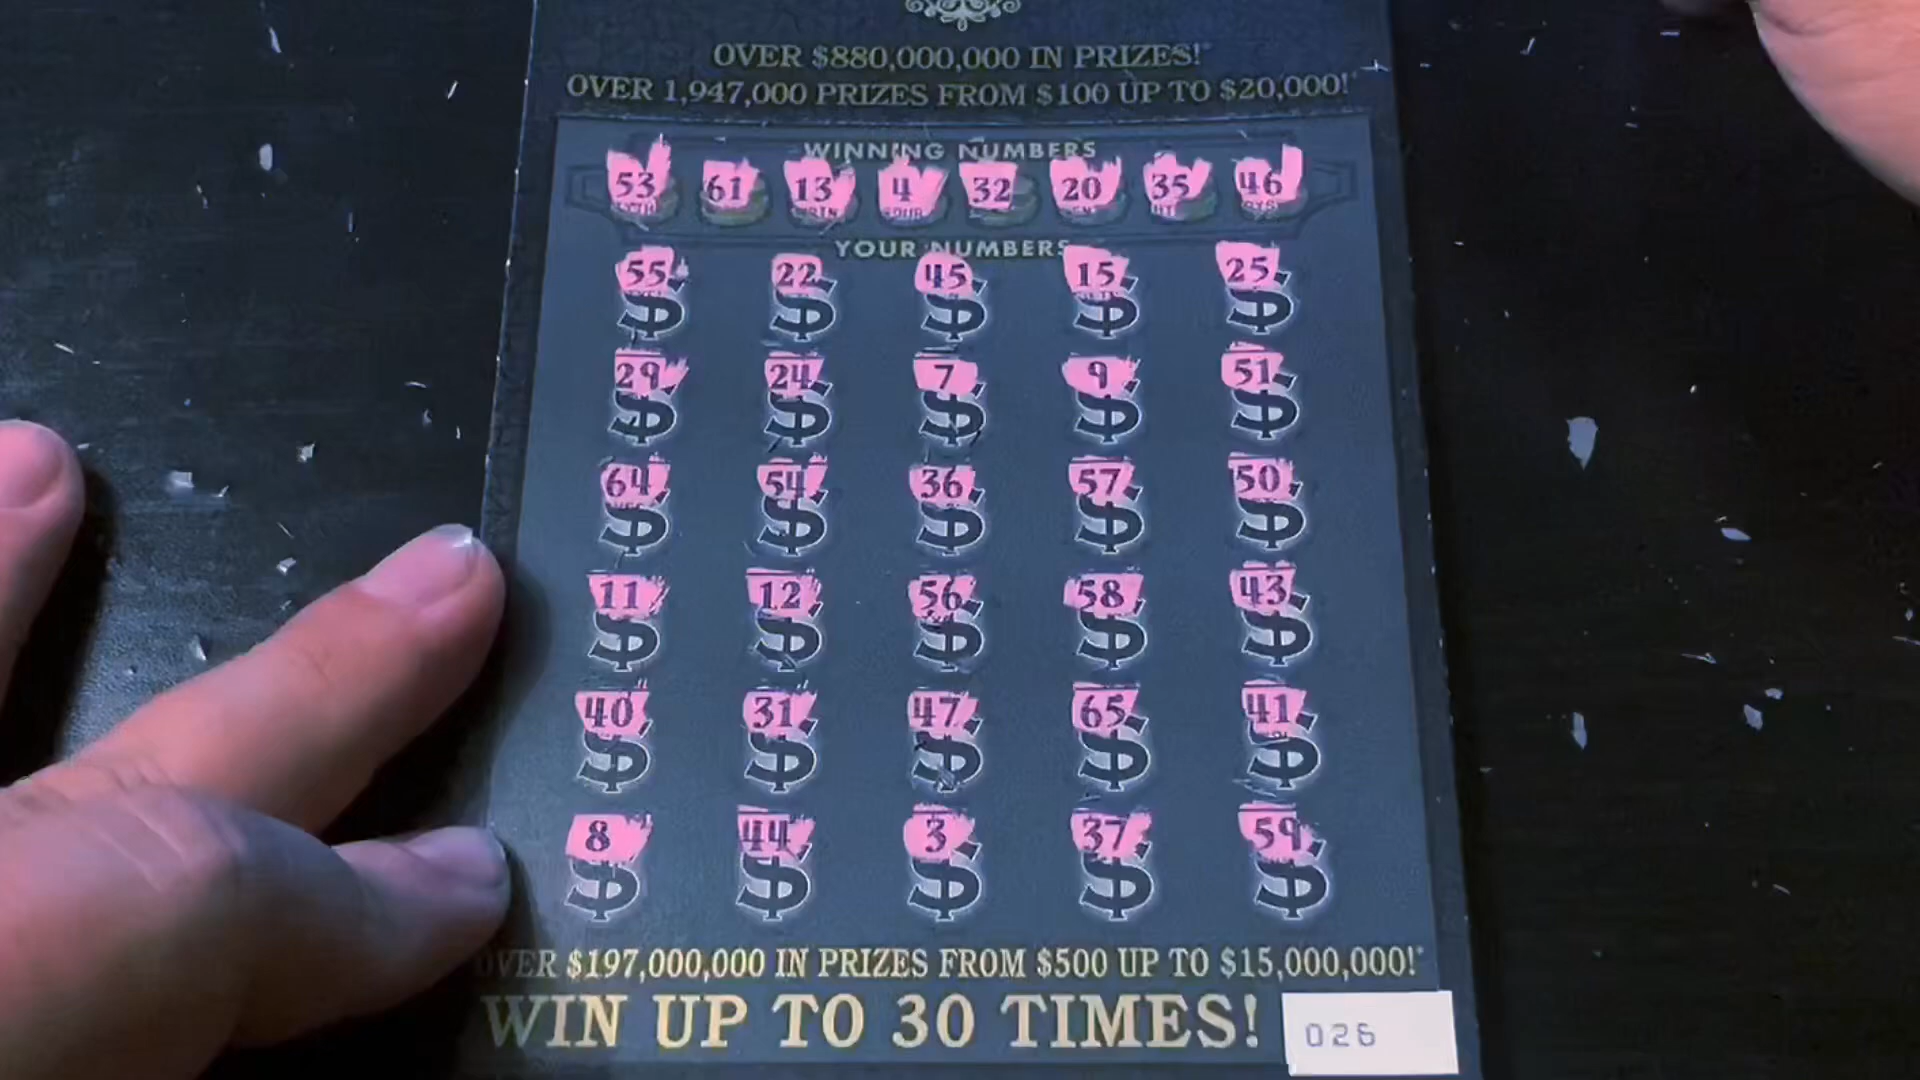 OVER $880,000,000 IN PRIZES!*
OVER 1,947,000 PRIZES FROM $100 UP TO $20,000!*
WINNING NUMBERS
53 61 13 4 32 20 35 46
YOUR NUMBERS
55 22 45 15 25
$ $ $ $ $
29 24 7 9 51
$ $ $ $ $
64 54 36 57 50
$ $ $ $ $
11 12 56 58 43
$ $ $ $ $
40 31 47 65 41
$ $ $ $ $
8 44 3 37 59
$ $ $ $ $
OVER $197,000,000 IN PRIZES FROM $500 UP TO $15,000,000!*
WIN UP TO 30 TIMES!
026